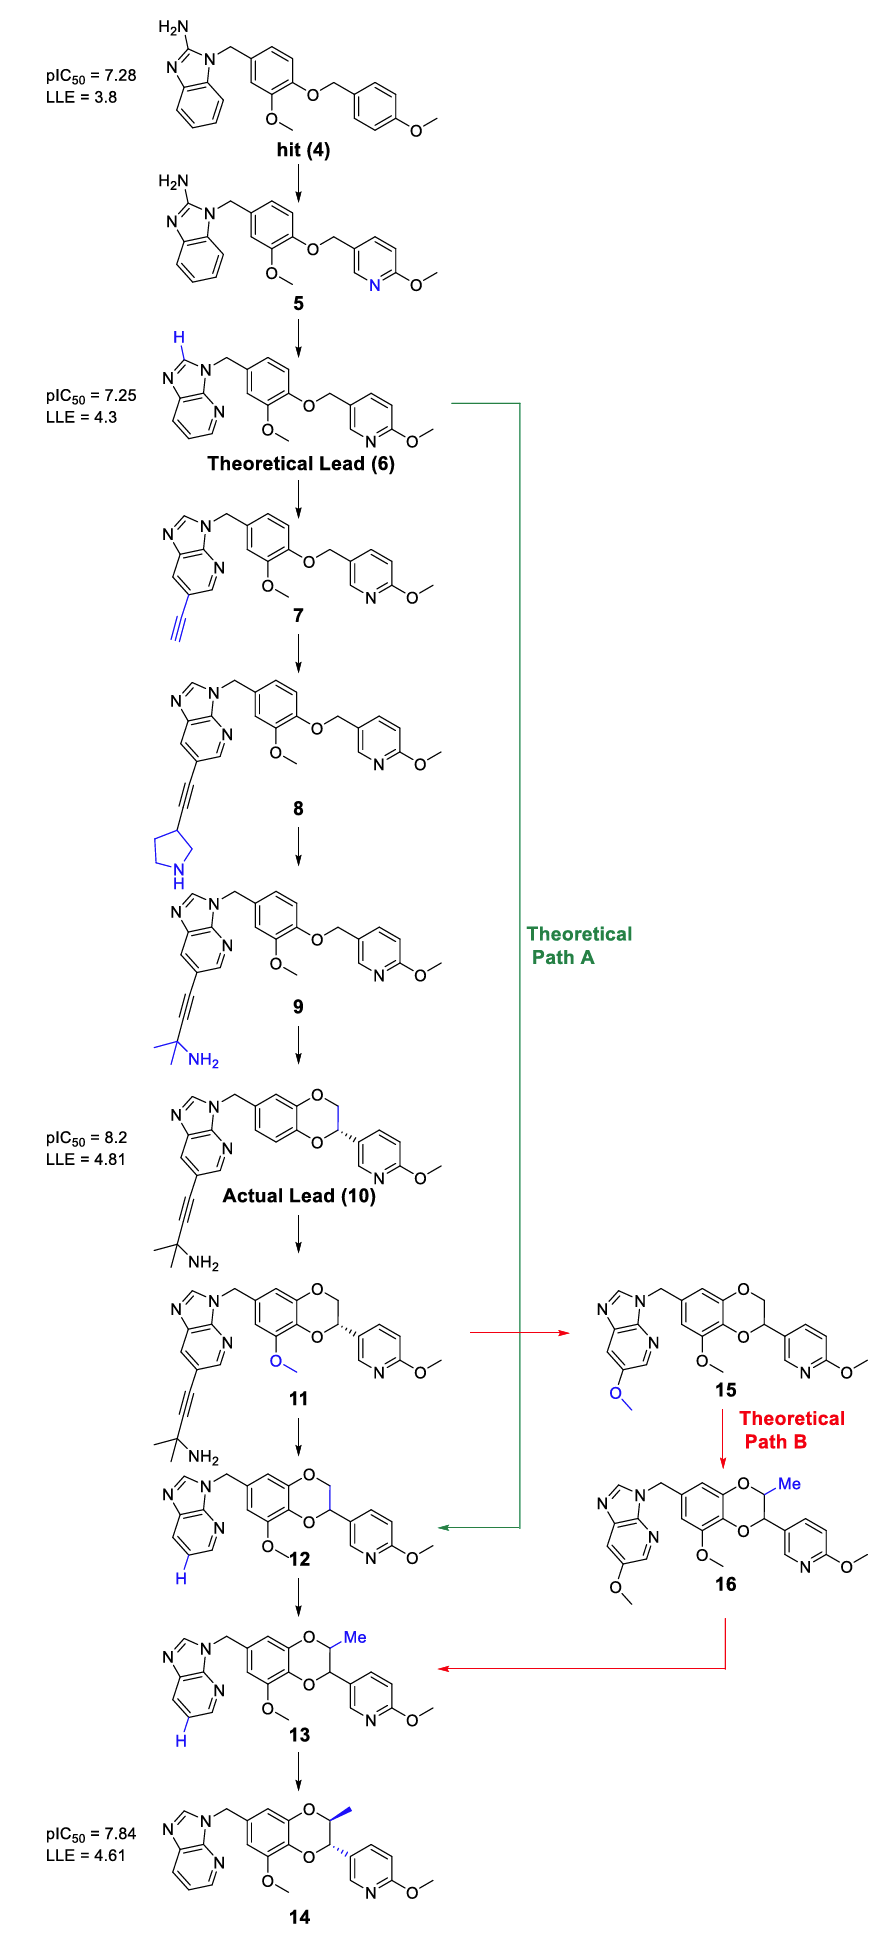 H₂N
N
N
O
O
O
pIC₅₀ = 7.28
LLE = 3.8
hit (4)
H₂N
N
N
O
O
N
O
5
H
N
N
N
O
O
N
O
pIC₅₀ = 7.25
LLE = 4.3
Theoretical Lead (6)
N
N
N
O
O
N
O
7
N
N
N
O
O
N
O
8
N
H
N
N
N
O
O
N
O
Theoretical
Path A
9
NH₂
N
N
N
O
O
N
O
pIC₅₀ = 8.2
LLE = 4.81
Actual Lead (10)
NH₂
N
N
N
O
O
O
N
O
11
NH₂
N
N
N
O
O
O
O
N
O
15
Theoretical
Path B
N
N
N
O
O
O
N
O
12
H
N
N
N
O
O
O
O
Me
N
O
16
N
N
N
O
O
O
Me
N
O
13
H
N
N
N
O
O
O
N
O
pIC₅₀ = 7.84
LLE = 4.61
14